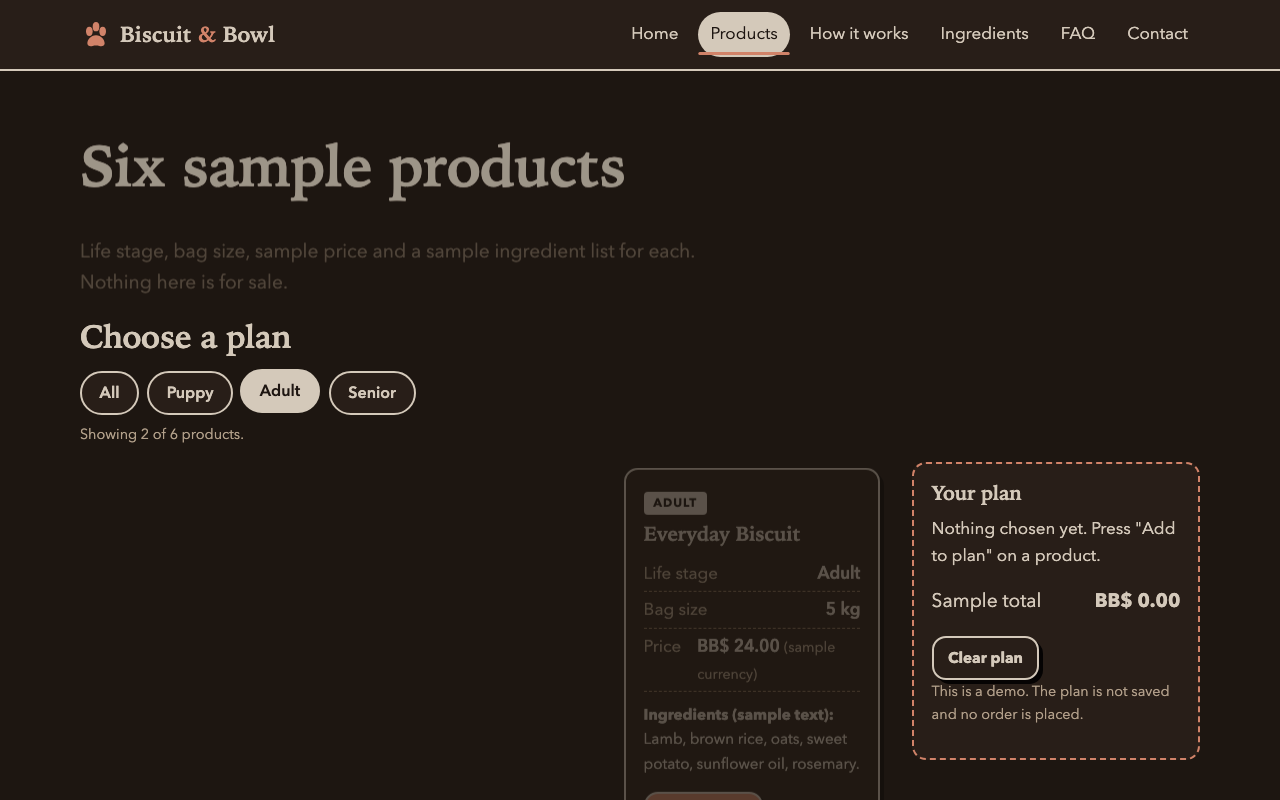 Biscuit & Bowl
Home
Products
How it works
Ingredients
FAQ
Contact
Six sample products
Life stage, bag size, sample price and a sample ingredient list for each.
Nothing here is for sale.
Choose a plan
All
Puppy
Adult
Senior
Showing 2 of 6 products.
ADULT
Everyday Biscuit
Life stage Adult
Bag size 5 kg
Price BB$ 24.00 (sample
currency)
Ingredients (sample text):
Lamb, brown rice, oats, sweet
potato, sunflower oil, rosemary.
Your plan
Nothing chosen yet. Press "Add
to plan" on a product.
Sample total BB$ 0.00
Clear plan
This is a demo. The plan is not saved
and no order is placed.